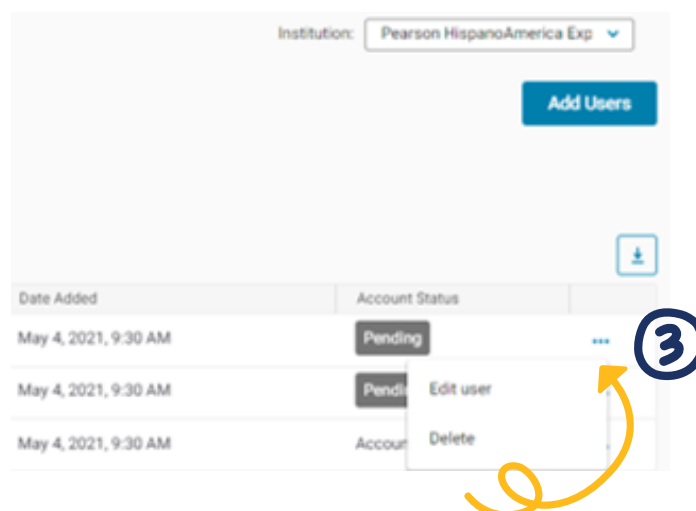 Institution: Pearson HispanoAmerica Exp
Add Users
Date Added Account Status
May 4, 2021, 9:30 AM Pending ...
3
May 4, 2021, 9:30 AM Pendi
Edit user
May 4, 2021, 9:30 AM Accou
Delete